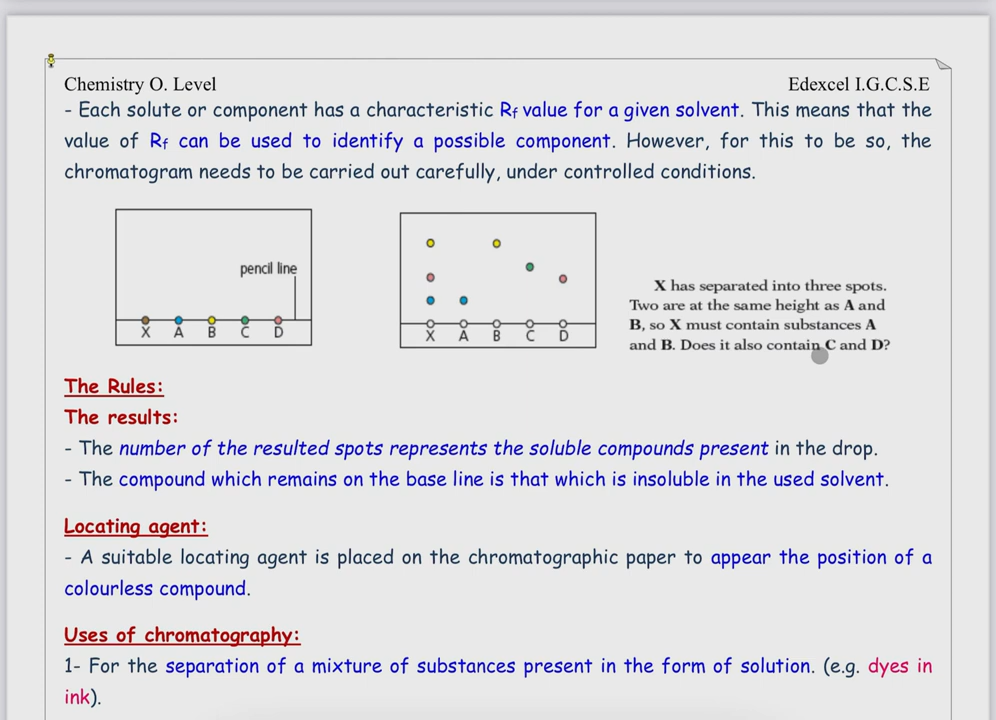 Chemistry O. Level Edexcel I.G.C.S.E
- Each solute or component has a characteristic Rf value for a given solvent. This means that the
value of Rf can be used to identify a possible component. However, for this to be so, the
chromatogram needs to be carried out carefully, under controlled conditions.
pencil line
X A B C D
X A B C D
X has separated into three spots.
Two are at the same height as A and
B, so X must contain substances A
and B. Does it also contain C and D?
The Rules:
The results:
- The number of the resulted spots represents the soluble compounds present in the drop.
- The compound which remains on the base line is that which is insoluble in the used solvent.
Locating agent:
- A suitable locating agent is placed on the chromatographic paper to appear the position of a
colourless compound.
Uses of chromatography:
1- For the separation of a mixture of substances present in the form of solution. (e.g. dyes in
ink).